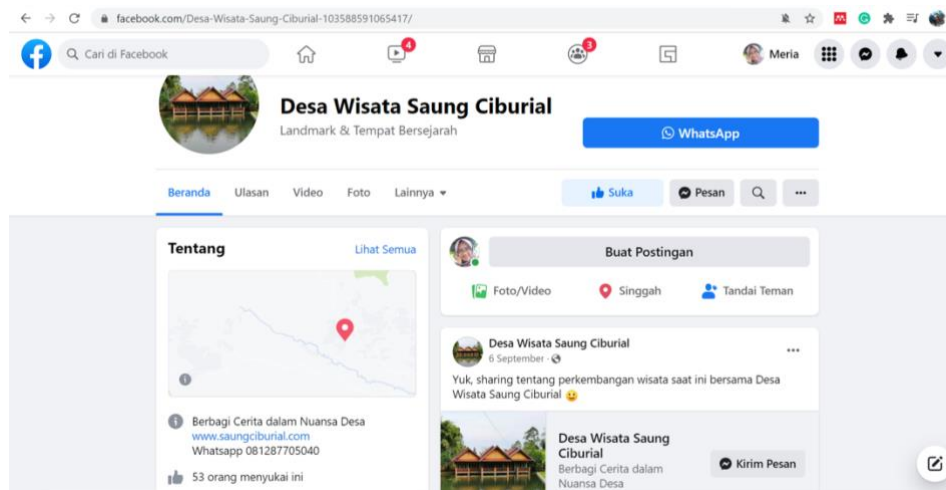 facebook.com/Desa-Wisata-Saung-Ciburial-103588591065417/
Cari di Facebook
4
3
Meria
Desa Wisata Saung Ciburial
Landmark & Tempat Bersejarah
WhatsApp
Beranda Ulasan Video Foto Lainnya
Suka Pesan
Tentang Lihat Semua
Berbagi Cerita dalam Nuansa Desa
www.saungciburial.com
Whatsapp 081287705040
53 orang menyukai ini
Buat Postingan
Foto/Video Singgah Tandai Teman
Desa Wisata Saung Ciburial
6 September ·
Yuk, sharing tentang perkembangan wisata saat ini bersama Desa
Wisata Saung Ciburial
Desa Wisata Saung
Ciburial
Berbagi Cerita dalam
Nuansa Desa
Kirim Pesan